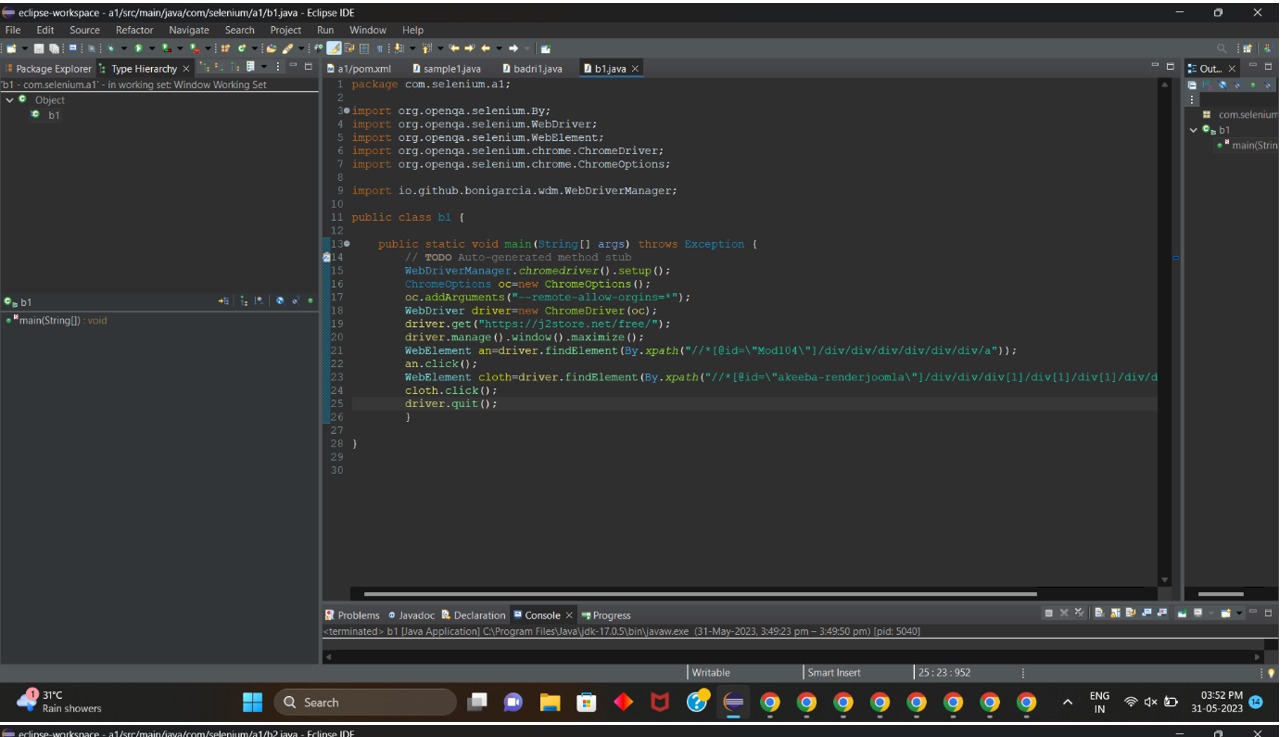 eclipse-workspace - a1/src/main/java/com/selenium/a1/b1.java - Eclipse IDE
File Edit Source Refactor Navigate Search Project Run Window Help
Package Explorer Type Hierarchy
'b1 - com.selenium.a1' - in working set: Window Working Set
Object
b1
b1
main(String[]) : void
a1/pom.xml sample1.java badri1.java b1.java
1 package com.selenium.a1;
2
3 import org.openqa.selenium.By;
4 import org.openqa.selenium.WebDriver;
5 import org.openqa.selenium.WebElement;
6 import org.openqa.selenium.chrome.ChromeDriver;
7 import org.openqa.selenium.chrome.ChromeOptions;
8
9 import io.github.bonigarcia.wdm.WebDriverManager;
10
11 public class b1 {
12
13 public static void main(String[] args) throws Exception {
14 // TODO Auto-generated method stub
15 WebDriverManager.chromedriver().setup();
16 ChromeOptions oc=new ChromeOptions();
17 oc.addArguments("--remote-allow-orgins=*");
18 WebDriver driver=new ChromeDriver(oc);
19 driver.get("https://j2store.net/free/");
20 driver.manage().window().maximize();
21 WebElement an=driver.findElement(By.xpath("//*[@id=\"Mod104\"]/div/div/div/div/div/div/a"));
22 an.click();
23 WebElement cloth=driver.findElement(By.xpath("//*[@id=\"akeeba-renderjoomla\"]/div/div/div[1]/div[1]/div[1]/div/d
24 cloth.click();
25 driver.quit();
26 }
27
28 }
29
30
Out...
com.selenium
b1
main(Strin
Problems Javadoc Declaration Console Progress
<terminated> b1 [Java Application] C:\Program Files\Java\jdk-17.0.5\bin\javaw.exe (31-May-2023, 3:49:23 pm – 3:49:50 pm) [pid: 5040]
Writable Smart Insert 25 : 23 : 952
1
31°C
Rain showers
Search
ENG
IN
03:52 PM
31-05-2023
14
eclipse-workspace - a1/src/main/java/com/selenium/a1/b2.java - Eclipse IDE